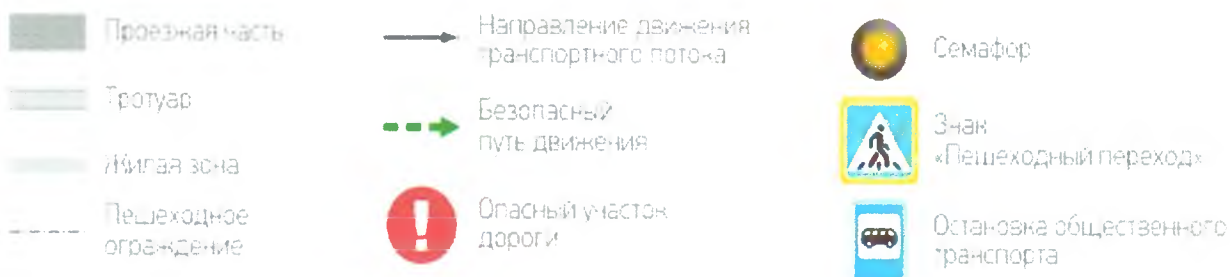 Проезжая часть
Тротуар
Жилая зона
Пешеходное
ограждение
Направление движения
транспортного потока
Безопасный
путь движения
Опасный участок
дороги
Семафор
Знак
«Пешеходный переход»
Остановка общественного
транспорта